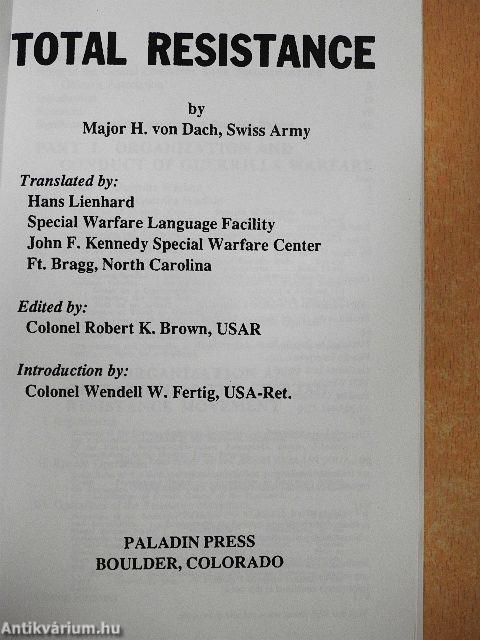 TOTAL RESISTANCE
by
Major H. von Dach, Swiss Army
Translated by:
Hans Lienhard
Special Warfare Language Facility
John F. Kennedy Special Warfare Center
Ft. Bragg, North Carolina
Edited by:
Colonel Robert K. Brown, USAR
Introduction by:
Colonel Wendell W. Fertig, USA-Ret.
PALADIN PRESS
BOULDER, COLORADO
Antikvárium.hu